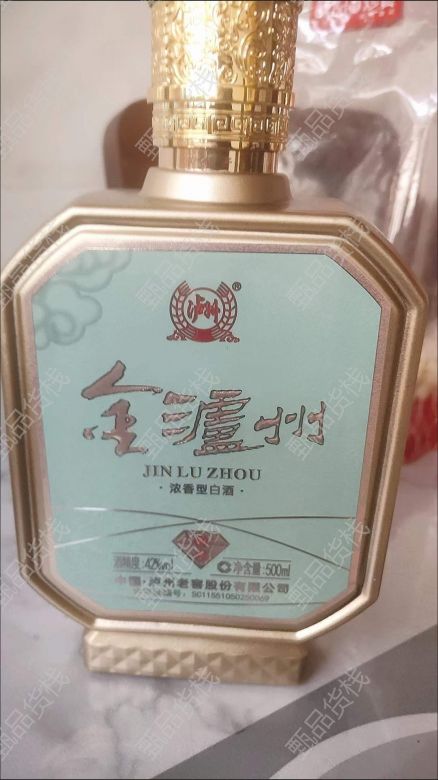 泸州
®
金泸州
JIN LU ZHOU
·浓香型白酒·
酒精度:42%vol
净含量:500ml
中国·泸州老窖股份有限公司
甄品货栈